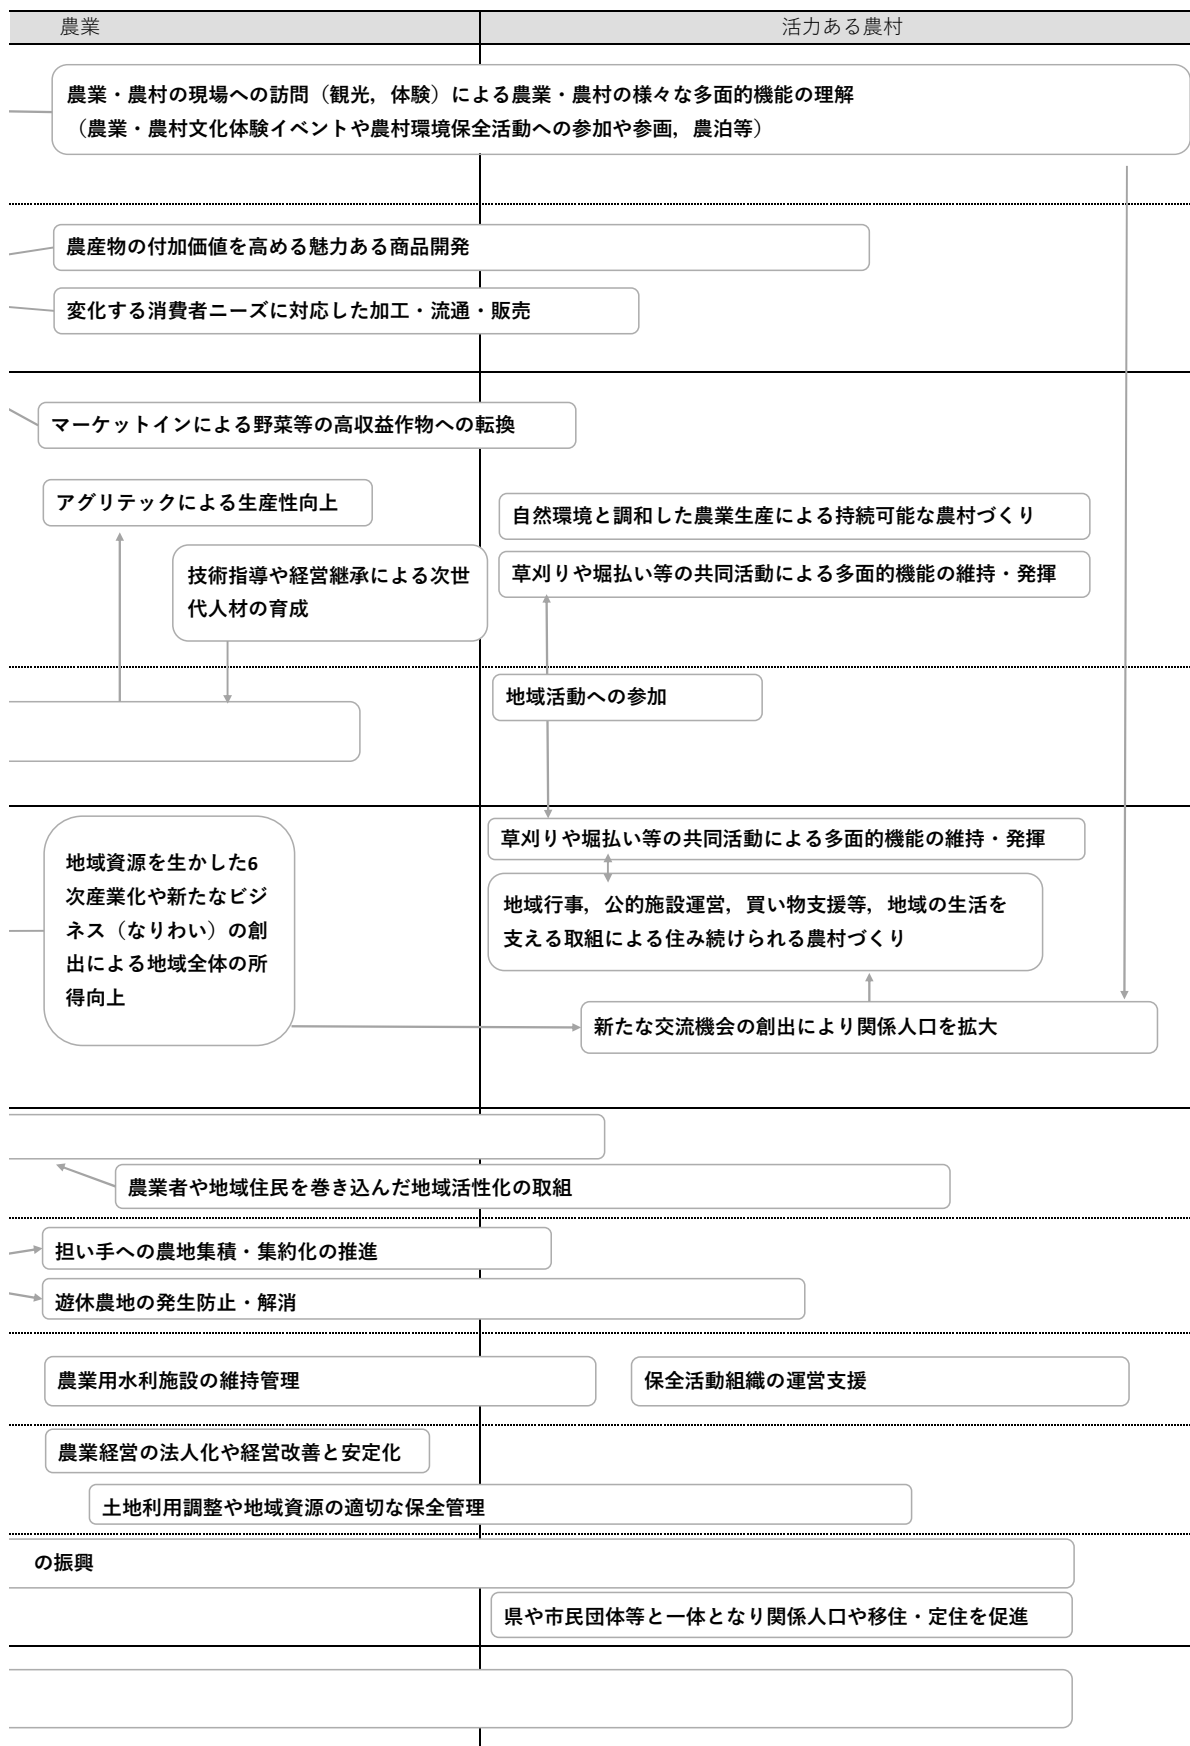 農業
活力ある農村
農業・農村の現場への訪問（観光，体験）による農業・農村の様々な多面的機能の理解
（農業・農村文化体験イベントや農村環境保全活動への参加や参画，農泊等）
農産物の付加価値を高める魅力ある商品開発
変化する消費者ニーズに対応した加工・流通・販売
マーケットインによる野菜等の高収益作物への転換
アグリテックによる生産性向上
自然環境と調和した農業生産による持続可能な農村づくり
技術指導や経営継承による次世
代人材の育成
草刈りや堀払い等の共同活動による多面的機能の維持・発揮
地域活動への参加
地域資源を生かした6
次産業化や新たなビジ
ネス（なりわい）の創
出による地域全体の所
得向上
草刈りや堀払い等の共同活動による多面的機能の維持・発揮
地域行事，公的施設運営，買い物支援等，地域の生活を
支える取組による住み続けられる農村づくり
新たな交流機会の創出により関係人口を拡大
農業者や地域住民を巻き込んだ地域活性化の取組
担い手への農地集積・集約化の推進
遊休農地の発生防止・解消
農業用水利施設の維持管理
保全活動組織の運営支援
農業経営の法人化や経営改善と安定化
土地利用調整や地域資源の適切な保全管理
の振興
県や市民団体等と一体となり関係人口や移住・定住を促進